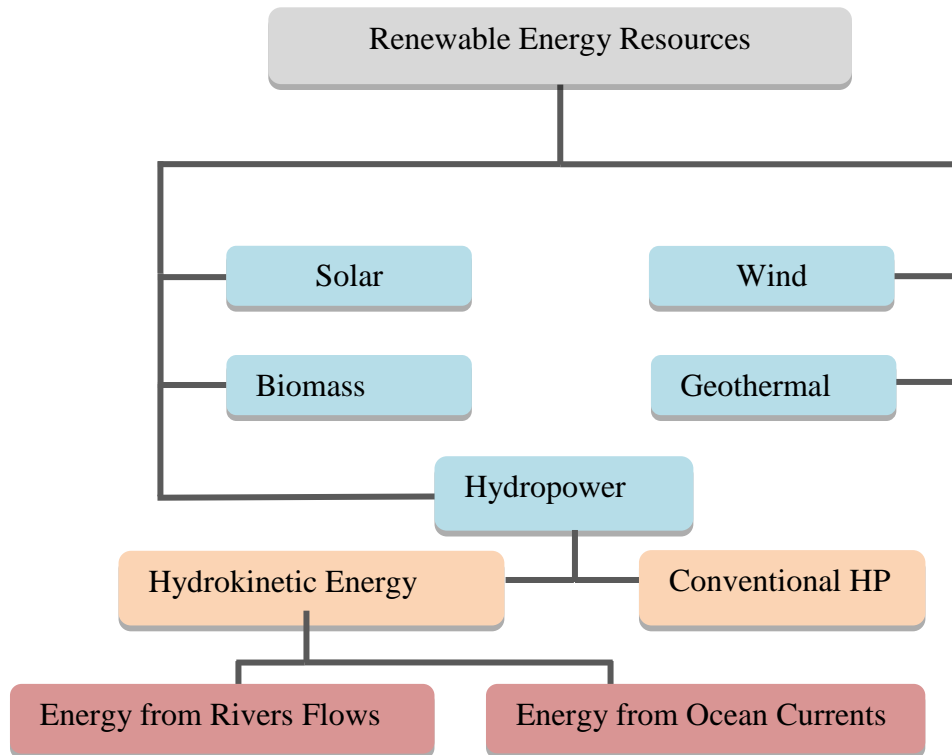 Renewable Energy Resources
Solar
Wind
Biomass
Geothermal
Hydropower
Hydrokinetic Energy
Conventional HP
Energy from Rivers Flows
Energy from Ocean Currents